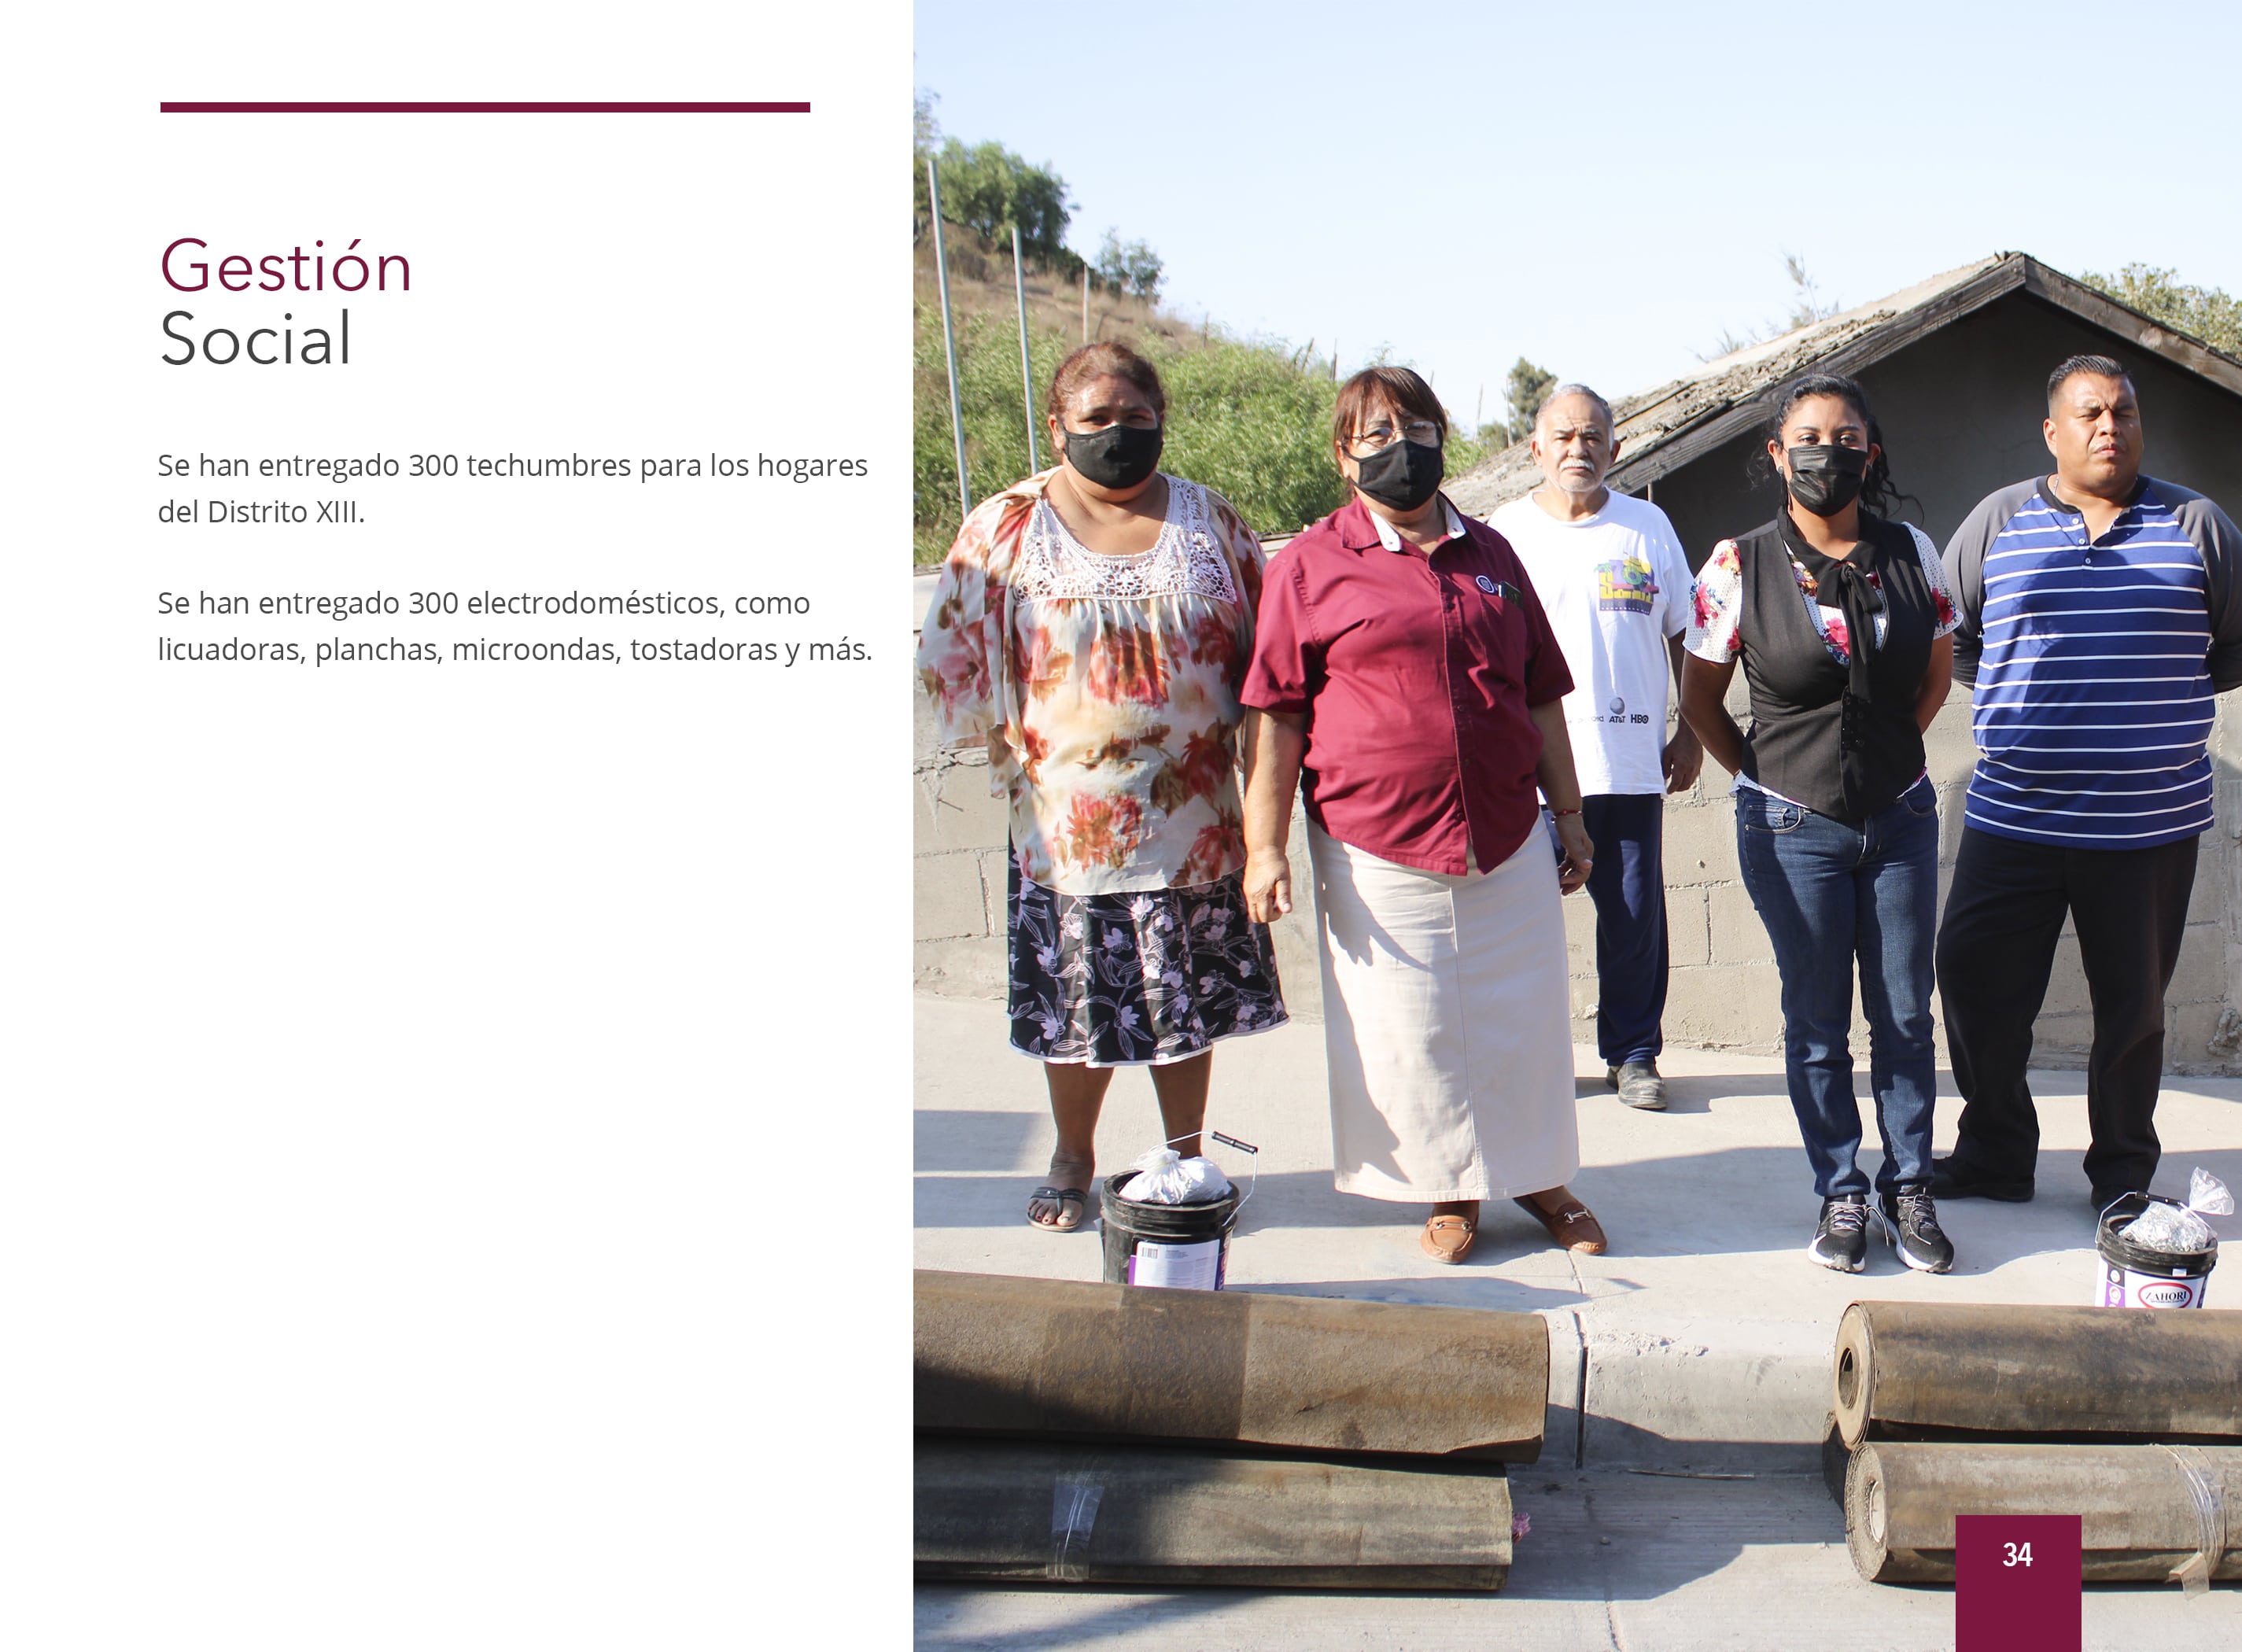 Gestión
Social
Se han entregado 300 techumbres para los hogares
del Distrito XIII.
Se han entregado 300 electrodomésticos, como
licuadoras, planchas, microondas, tostadoras y más.
AT&T HBO
ZAHORI
34